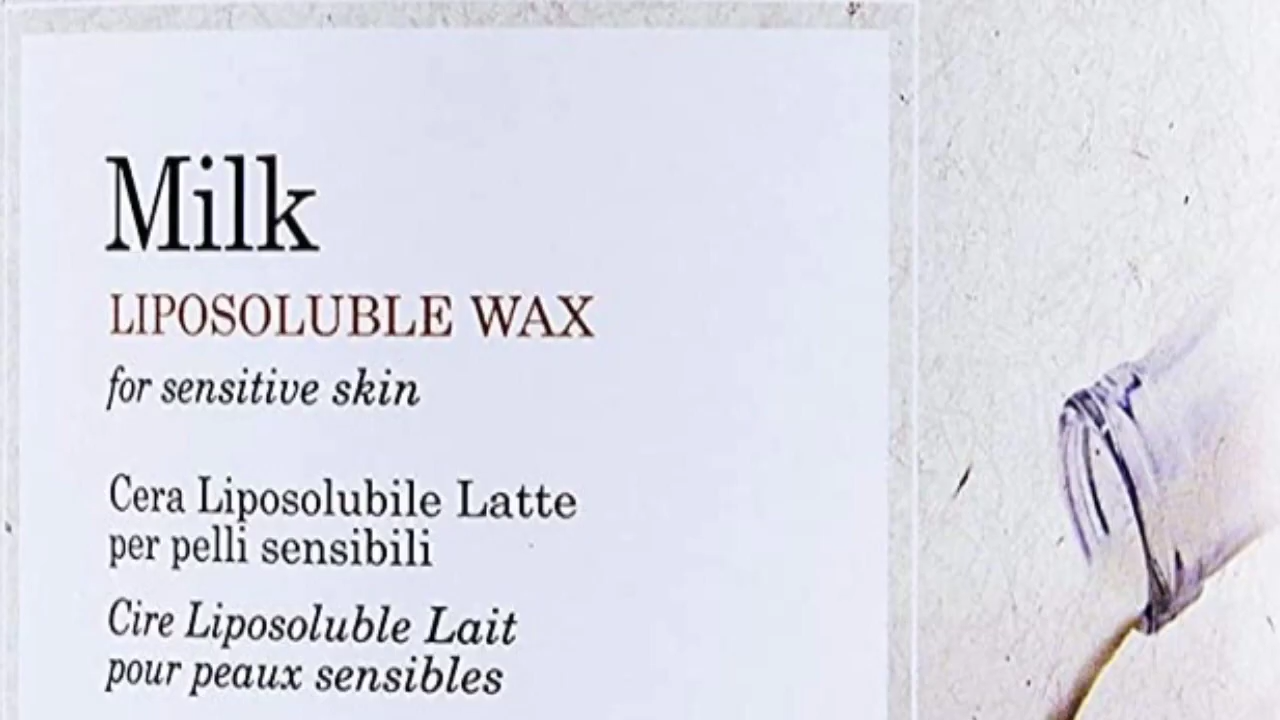 Milk
LIPOSOLUBLE WAX
for sensitive skin
Cera Liposolubile Latte
per pelli sensibili
Cire Liposoluble Lait
pour peaux sensibles